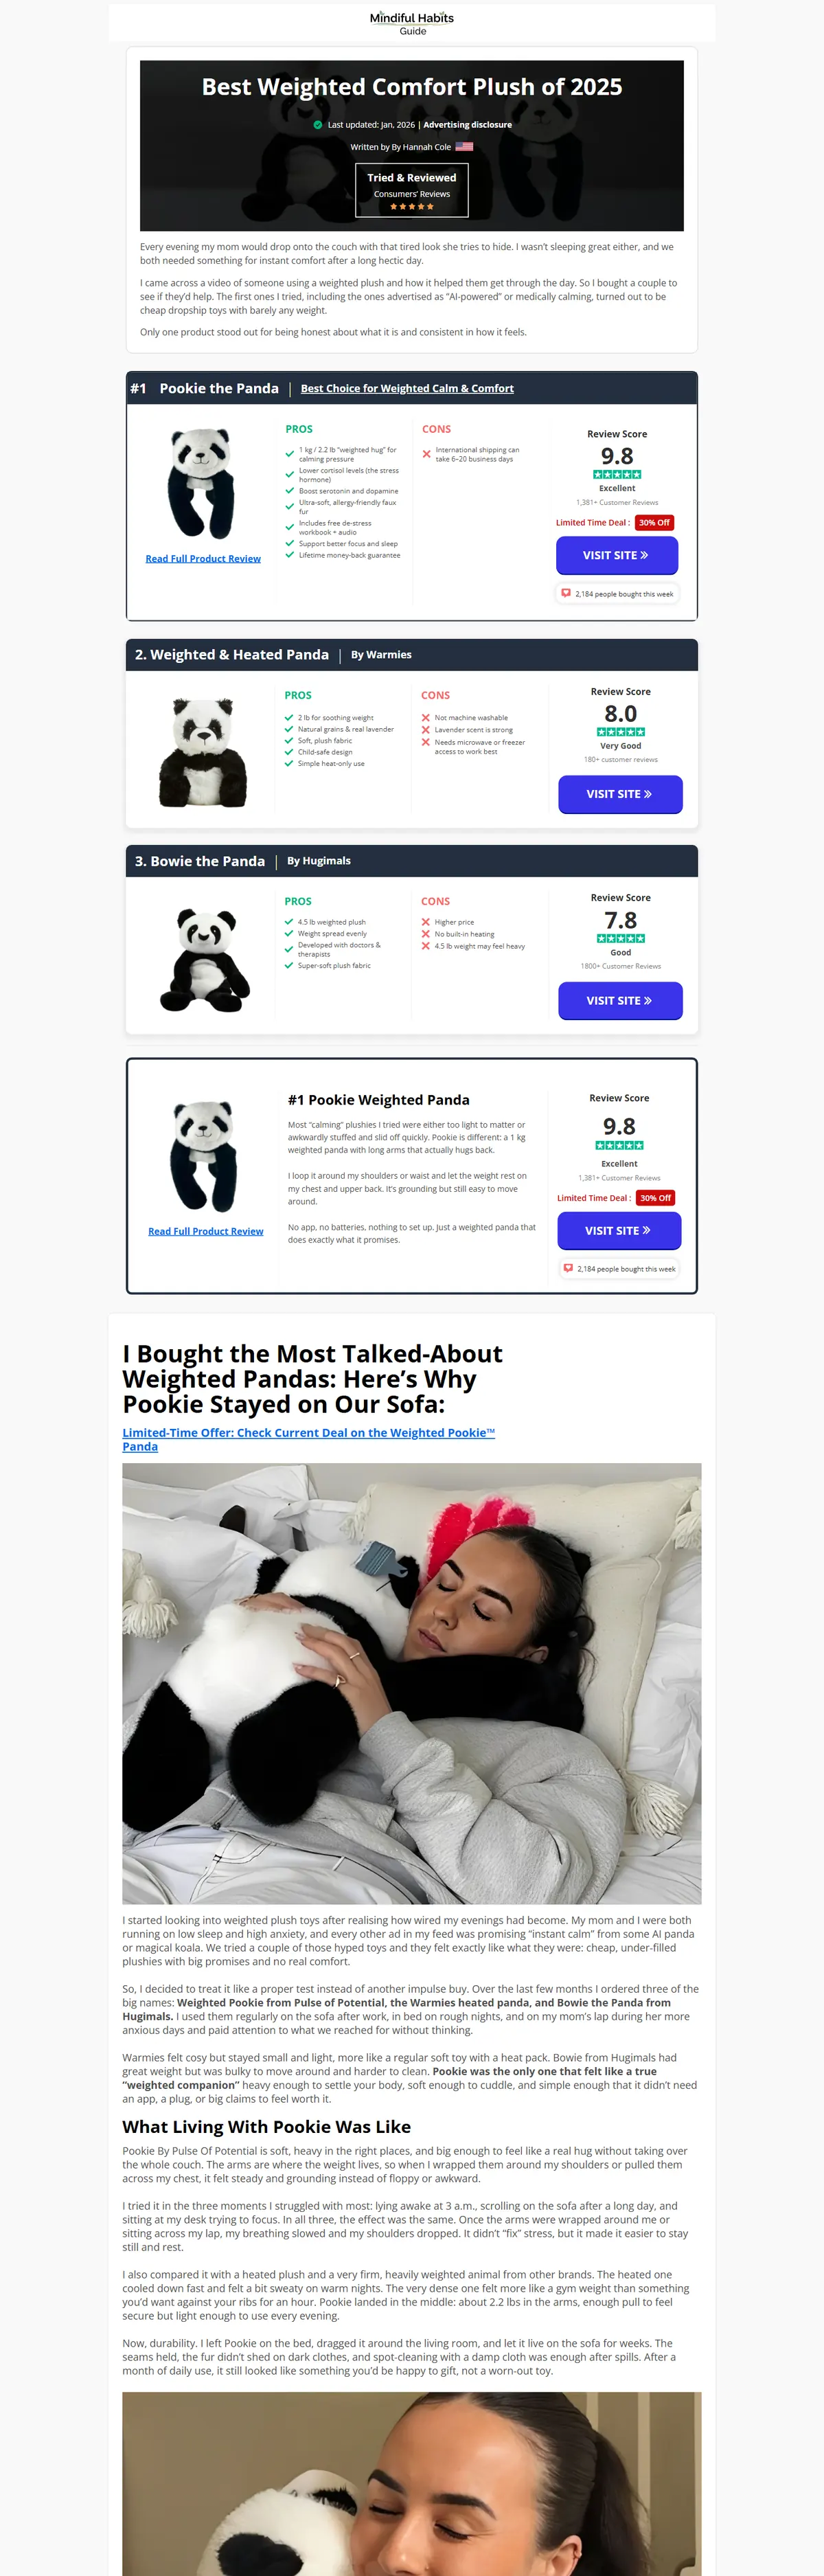 Mindful Habits
Guide
Best Weighted Comfort Plush of 2025
Last updated: Jan, 2026 | Advertising disclosure
Written by By Hannah Cole
Tried & Reviewed
Consumers' Reviews
Every evening my mom would drop onto the couch with that tired look she tries to hide. I wasn't sleeping great either, and we
both needed something for instant comfort after a long hectic day.
I came across a video of someone using a weighted plush and how it helped them get through the day. So I bought a couple to
see if they'd help. The first ones I tried, including the ones advertised as "AI-powered" or medically calming, turned out to be
cheap dropship toys with barely any weight.
Only one product stood out for being honest about what it is and consistent in how it feels.
#1 Pookie the Panda | Best Choice for Weighted Calm & Comfort
Read Full Product Review
PROS
1 kg / 2.2 lb "weighted hug" for
calming pressure
Lower cortisol levels (the stress
hormone)
Boost serotonin and dopamine
Ultra-soft, allergy-friendly faux
fur
Includes free de-stress
workbook + audio
Support better focus and sleep
Lifetime money-back guarantee
CONS
International shipping can
take 6–20 business days
Review Score
9.8
Excellent
1,381+ Customer Reviews
Limited Time Deal : 30% Off
VISIT SITE »
2,184 people bought this week
2. Weighted & Heated Panda | By Warmies
PROS
2 lb for soothing weight
Natural grains & real lavender
Soft, plush fabric
Child-safe design
Simple heat-only use
CONS
Not machine washable
Lavender scent is strong
Needs microwave or freezer
access to work best
Review Score
8.0
Very Good
180+ customer reviews
VISIT SITE »
3. Bowie the Panda | By Hugimals
PROS
4.5 lb weighted plush
Weight spread evenly
Developed with doctors &
therapists
Super-soft plush fabric
CONS
Higher price
No built-in heating
4.5 lb weight may feel heavy
Review Score
7.8
Good
1800+ Customer Reviews
VISIT SITE »
Read Full Product Review
#1 Pookie Weighted Panda
Most "calming" plushies I tried were either too light to matter or
awkwardly stuffed and slid off quickly. Pookie is different: a 1 kg
weighted panda with long arms that actually hugs back.
I loop it around my shoulders or waist and let the weight rest on
my chest and upper back. It's grounding but still easy to move
around.
No app, no batteries, nothing to set up. Just a weighted panda that
does exactly what it promises.
Review Score
9.8
Excellent
1,381+ Customer Reviews
Limited Time Deal : 30% Off
VISIT SITE »
2,184 people bought this week
I Bought the Most Talked-About
Weighted Pandas: Here's Why
Pookie Stayed on Our Sofa:
Limited-Time Offer: Check Current Deal on the Weighted Pookie™
Panda
I started looking into weighted plush toys after realising how wired my evenings had become. My mom and I were both
running on low sleep and high anxiety, and every other ad in my feed was promising "instant calm" from some AI panda
or magical koala. We tried a couple of those hyped toys and they felt exactly like what they were: cheap, under-filled
plushies with big promises and no real comfort.
So, I decided to treat it like a proper test instead of another impulse buy. Over the last few months I ordered three of the
big names: Weighted Pookie from Pulse of Potential, the Warmies heated panda, and Bowie the Panda from
Hugimals. I used them regularly on the sofa after work, in bed on rough nights, and on my mom's lap during her more
anxious days and paid attention to what we reached for without thinking.
Warmies felt cosy but stayed small and light, more like a regular soft toy with a heat pack. Bowie from Hugimals had
great weight but was bulky to move around and harder to clean. Pookie was the only one that felt like a true
"weighted companion" heavy enough to settle your body, soft enough to cuddle, and simple enough that it didn't need
an app, a plug, or big claims to feel worth it.
What Living With Pookie Was Like
Pookie By Pulse Of Potential is soft, heavy in the right places, and big enough to feel like a real hug without taking over
the whole couch. The arms are where the weight lives, so when I wrapped them around my shoulders or pulled them
across my chest, it felt steady and grounding instead of floppy or awkward.
I tried it in the three moments I struggled with most: lying awake at 3 a.m., scrolling on the sofa after a long day, and
sitting at my desk trying to focus. In all three, the effect was the same. Once the arms were wrapped around me or
sitting across my lap, my breathing slowed and my shoulders dropped. It didn't "fix" stress, but it made it easier to stay
still and rest.
I also compared it with a heated plush and a very firm, heavily weighted animal from other brands. The heated one
cooled down fast and felt a bit sweaty on warm nights. The very dense one felt more like a gym weight than something
you'd want against your ribs for an hour. Pookie landed in the middle: about 2.2 lbs in the arms, enough pull to feel
secure but light enough to use every evening.
Now, durability. I left Pookie on the bed, dragged it around the living room, and let it live on the sofa for weeks. The
seams held, the fur didn't shed on dark clothes, and spot-cleaning with a damp cloth was enough after spills. After a
month of daily use, it still looked like something you'd be happy to gift, not a worn-out toy.